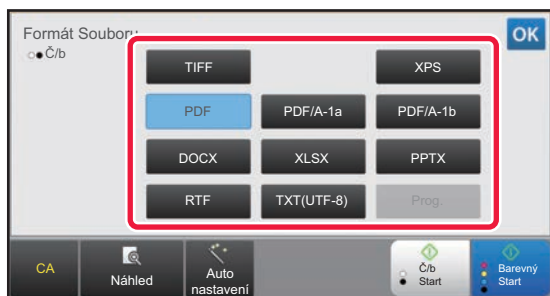 Formát Souboru
OK
Č/b
TIFF
XPS
PDF
PDF/A-1a
PDF/A-1b
DOCX
XLSX
PPTX
RTF
TXT(UTF-8)
Prog.
CA
Náhled
Auto
nastavení
Č/b
Start
Barevný
Start